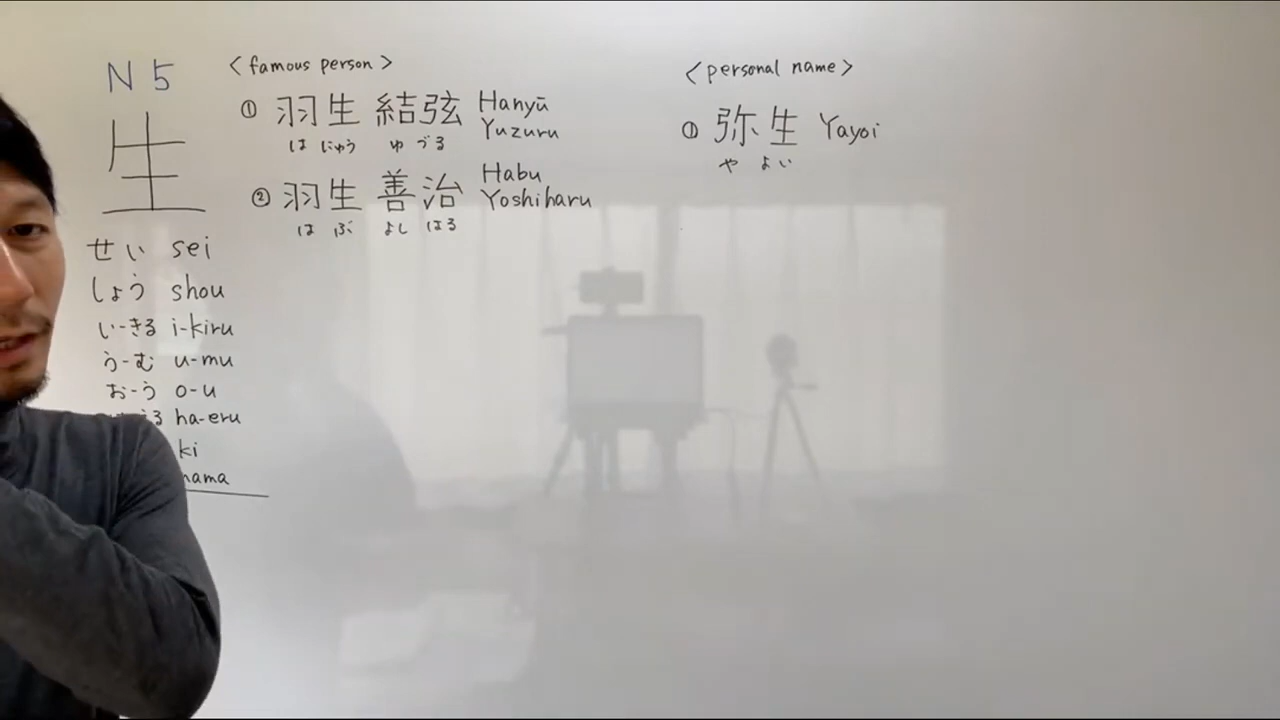 N5
生
せい sei
しょう shou
い-きる i-kiru
う-む u-mu
お-う o-u
える ha-eru
ki
nama
<famous person>
① 羽生 結弦 Hanyū Yuzuru
は にゅう ゆ づる
② 羽生 善治 Habu Yoshiharu
は ぶ よし はる
<personal name>
① 弥生 Yayoi
や よい